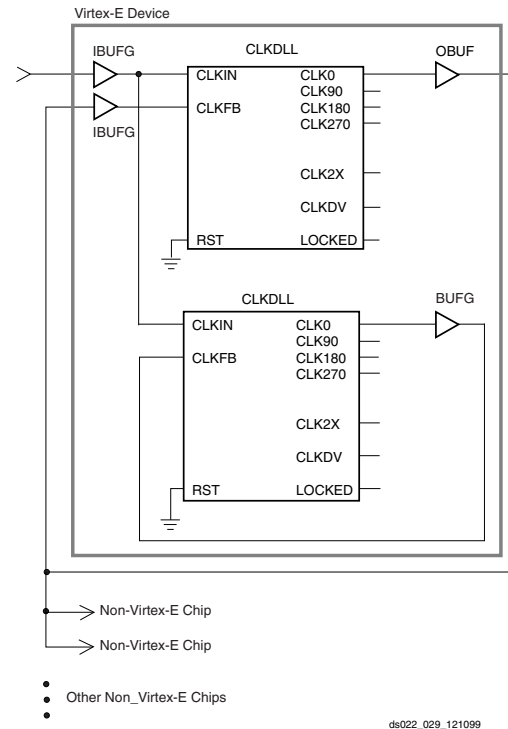 Virtex-E Device
IBUFG
CLKDLL
OBUF
CLKIN
CLK0
CLK90
CLKFB
CLK180
IBUFG
CLK270
CLK2X
CLKDV
RST
LOCKED
CLKDLL
BUFG
CLKIN
CLK0
CLK90
CLKFB
CLK180
CLK270
CLK2X
CLKDV
RST
LOCKED
Non-Virtex-E Chip
Non-Virtex-E Chip
Other Non_Virtex-E Chips
ds022_029_121099